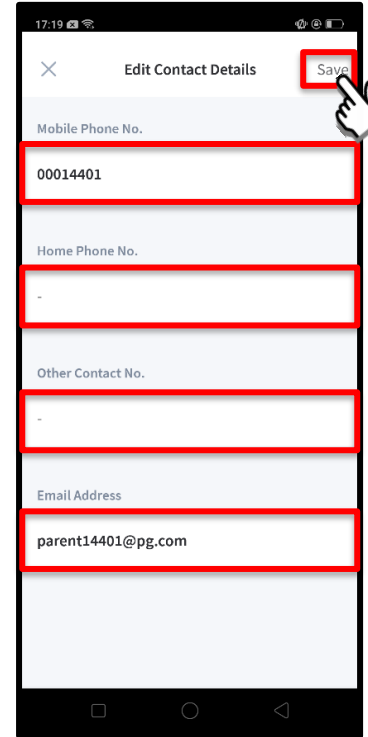 17:19
Edit Contact Details Save
Mobile Phone No.
00014401
Home Phone No.
-
Other Contact No.
-
Email Address
parent14401@pg.com